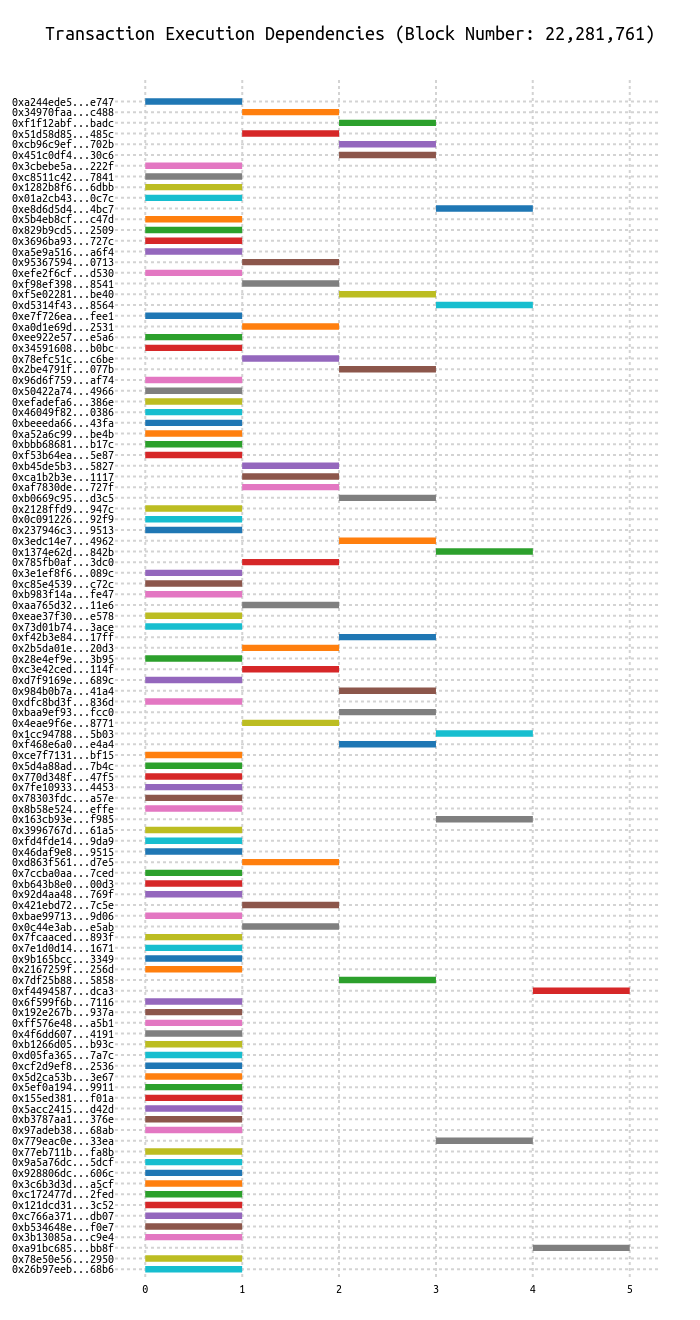 Transaction Execution Dependencies (Block Number: 22,281,761)
0xa244ede5...e747
0x34970faa...c488
0xf1f12abf...badc
0x51d58d85...485c
0xcb96c9ef...702b
0x451c0df4...30c6
0x3cbebe5a...222f
0xc8511c42...7841
0x1282b8f6...6dbb
0x01a2cb43...0c7c
0xe8d6d5d4...4bc7
0x5b4eb8cf...c47d
0x829b9cd5...2509
0x3696ba93...727c
0xa5e9a516...a6f4
0x95367594...0713
0xefe2f6cf...d530
0xf98ef398...8541
0xf5e02281...be40
0xd5314f43...8564
0xe7f726ea...fee1
0xa0d1e69d...2531
0xee922e57...e5a6
0x34591608...b0bc
0x78efc51c...c6be
0x2be4791f...077b
0x96d6f759...af74
0x50422a74...4966
0xefadefa6...386e
0x46049f82...0386
0xbeeeda66...43fa
0xa52a6c99...be4b
0xbbb68681...b17c
0xf53b64ea...5e87
0xb45de5b3...5827
0xca1b2b3e...1117
0xaf7830de...727f
0xb0669c95...d3c5
0x2128ffd9...947c
0x0c091226...92f9
0x237946c3...9513
0x3edc14e7...4962
0x1374e62d...842b
0x785fb0af...3dc0
0x3e1ef8f6...089c
0xc85e4539...c72c
0xb983f14a...fe47
0xaa765d32...11e6
0xeae37f30...e578
0x73d01b74...3ace
0xf42b3e84...17ff
0x2b5da01e...20d3
0x28e4ef9e...3b95
0xc3e42ced...114f
0xd7f9169e...689c
0x984b0b7a...41a4
0xdfc8bd3f...836d
0xbaa9ef93...fcc0
0x4eae9f6e...8771
0x1cc94788...5b03
0xf468e6a0...e4a4
0xce7f7131...bf15
0x5d4a88ad...7b4c
0x770d348f...47f5
0x7fe10933...4453
0x78303fdc...a57e
0x8b58e524...effe
0x163cb93e...f985
0x3996767d...61a5
0xfd4fde14...9da9
0x46daf9e8...9515
0xd863f561...d7e5
0x7ccba0aa...7ced
0xb643b8e0...00d3
0x92d4aa48...769f
0x421ebd72...7c5e
0xbae99713...9d06
0x0c44e3ab...e5ab
0x7fcaaced...893f
0x7e1d0d14...1671
0x9b165bcc...3349
0x2167259f...256d
0x7df25b88...5858
0xf4494587...dca3
0x6f599f6b...7116
0x192e267b...937a
0xff576e48...a5b1
0x4f6dd607...4191
0xb1266d05...b93c
0xd05fa365...7a7c
0xcf2d9ef8...2536
0x5d2ca53b...3e67
0x5ef0a194...9911
0x155ed381...f01a
0x5acc2415...d42d
0xb3787aa1...376e
0x97adeb38...68ab
0x779eac0e...33ea
0x77eb711b...fa8b
0x9a5a76dc...5dcf
0x928806dc...606c
0x3c6b3d3d...a5cf
0xc172477d...2fed
0x121dcd31...3c52
0xc766a371...db07
0xb534648e...f0e7
0x3b13085a...c9e4
0xa91bc685...bb8f
0x78e50e56...2950
0x26b97eeb...68b6
0 1 2 3 4 5